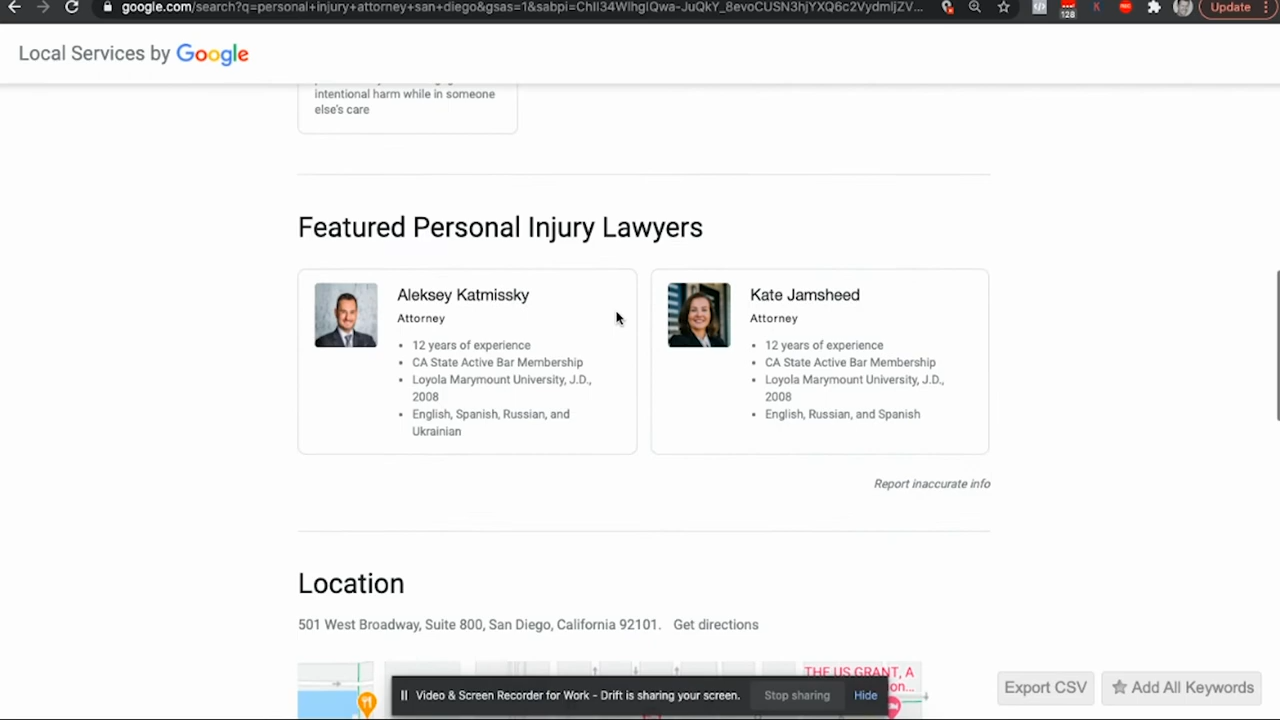 google.com/search?q=personal+injury+attorney+san+diego&gsas=1&sabpi=
128
Update
Local Services by Google
intentional harm while in someone
else's care
Featured Personal Injury Lawyers
Aleksey Katmissky
Attorney
• 12 years of experience
• CA State Active Bar Membership
• Loyola Marymount University, J.D.,
2008
• English, Spanish, Russian, and
Ukrainian
Kate Jamsheed
Attorney
• 12 years of experience
• CA State Active Bar Membership
• Loyola Marymount University, J.D.,
2008
• English, Russian, and Spanish
Report inaccurate info
Location
501 West Broadway, Suite 800, San Diego, California 92101. Get directions
THE US GRANT, A
Export CSV
Add All Keywords
Video & Screen Recorder for Work - Drift is sharing your screen.
Stop sharing
Hide